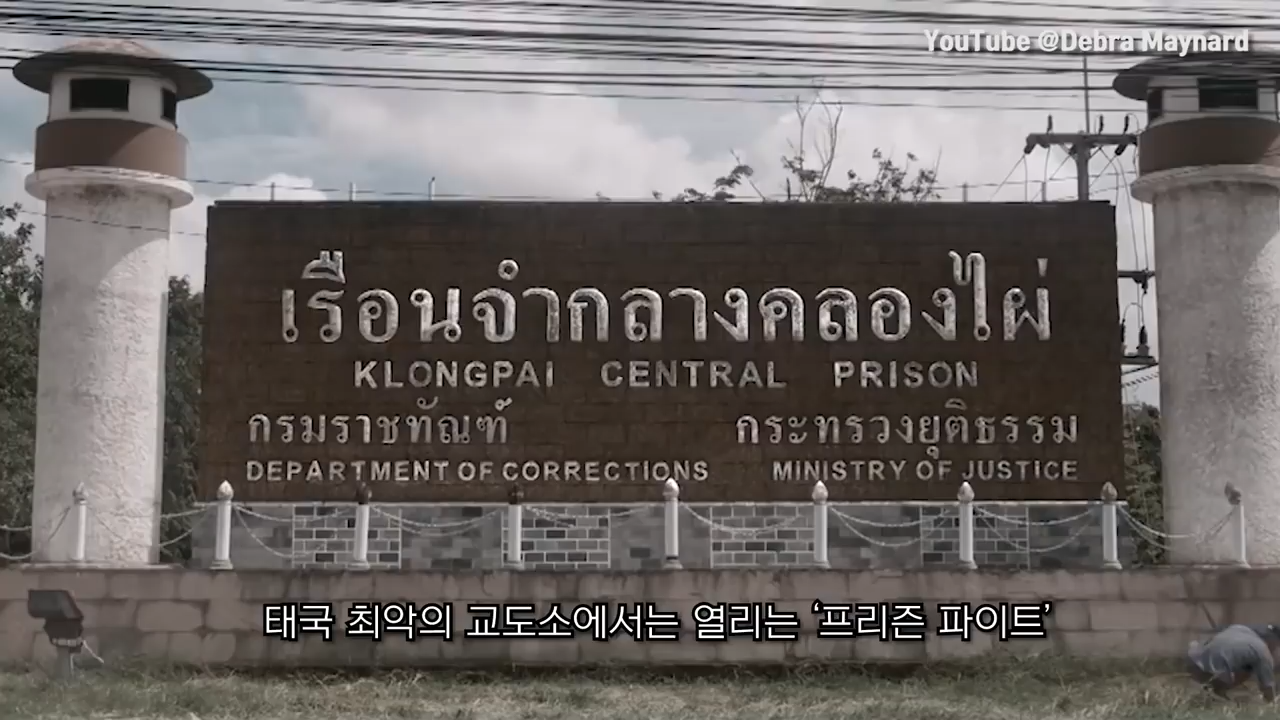 YouTube @Debra Maynard
เรือนจำกลางคลองไผ่
KLONGPAI CENTRAL PRISON
กรมราชทัณฑ์ กระทรวงยุติธรรม
DEPARTMENT OF CORRECTIONS MINISTRY OF JUSTICE
태국 최악의 교도소에서는 열리는 ‘프리즌 파이트’